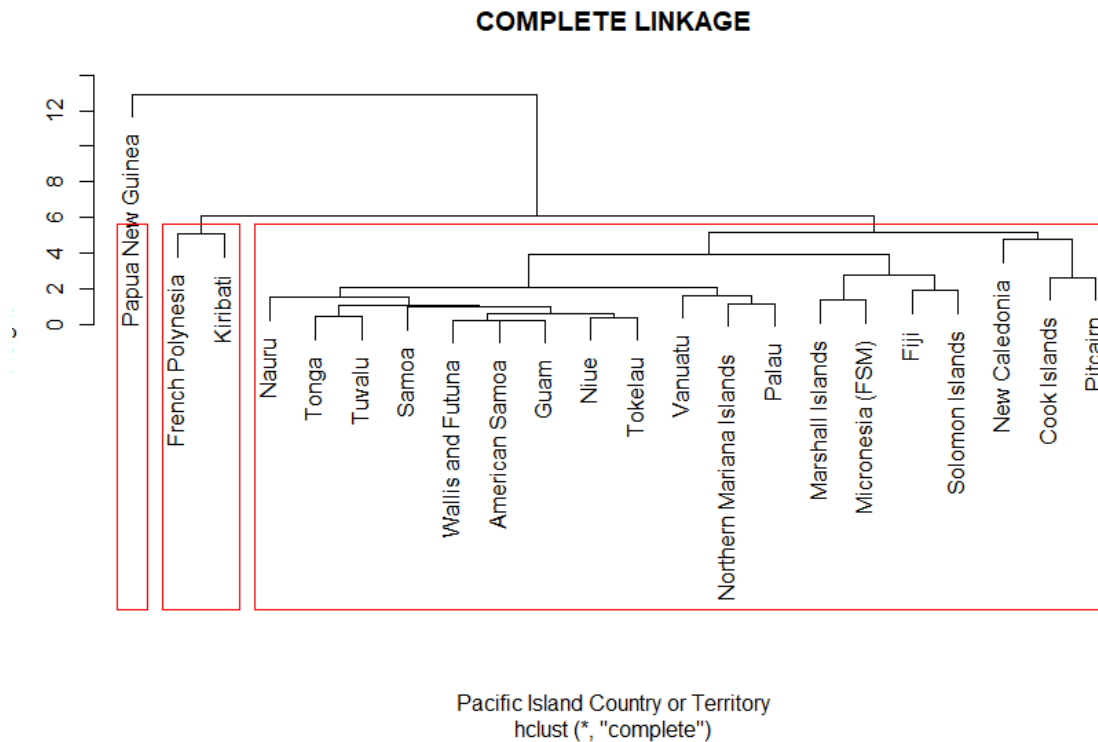 COMPLETE LINKAGE
12
8
6
4
2
0
Papua New Guinea
French Polynesia
Kiribati
Nauru
Tonga
Tuvalu
Samoa
Wallis and Futuna
American Samoa
Guam
Niue
Tokelau
Vanuatu
Northern Mariana Islands
Palau
Marshall Islands
Micronesia (FSM)
Fiji
Solomon Islands
New Caledonia
Cook Islands
Pitcairn
Pacific Island Country or Territory
hclust (*, "complete")